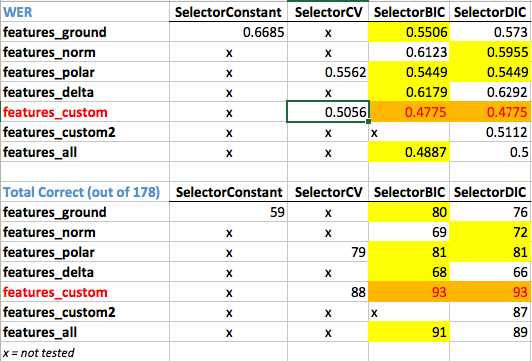 WER SelectorConstant SelectorCV SelectorBIC SelectorDIC
features_ground 0.6685 x 0.5506 0.573
features_norm x x 0.6123 0.5955
features_polar x 0.5562 0.5449 0.5449
features_delta x x 0.6179 0.6292
features_custom x 0.5056 0.4775 0.4775
features_custom2 x x x 0.5112
features_all x x 0.4887 0.5
Total Correct (out of 178) SelectorConstant SelectorCV SelectorBIC SelectorDIC
features_ground 59 x 80 76
features_norm x x 69 72
features_polar x 79 81 81
features_delta x x 68 66
features_custom x 88 93 93
features_custom2 x x x 87
features_all x x 91 89
x = not tested